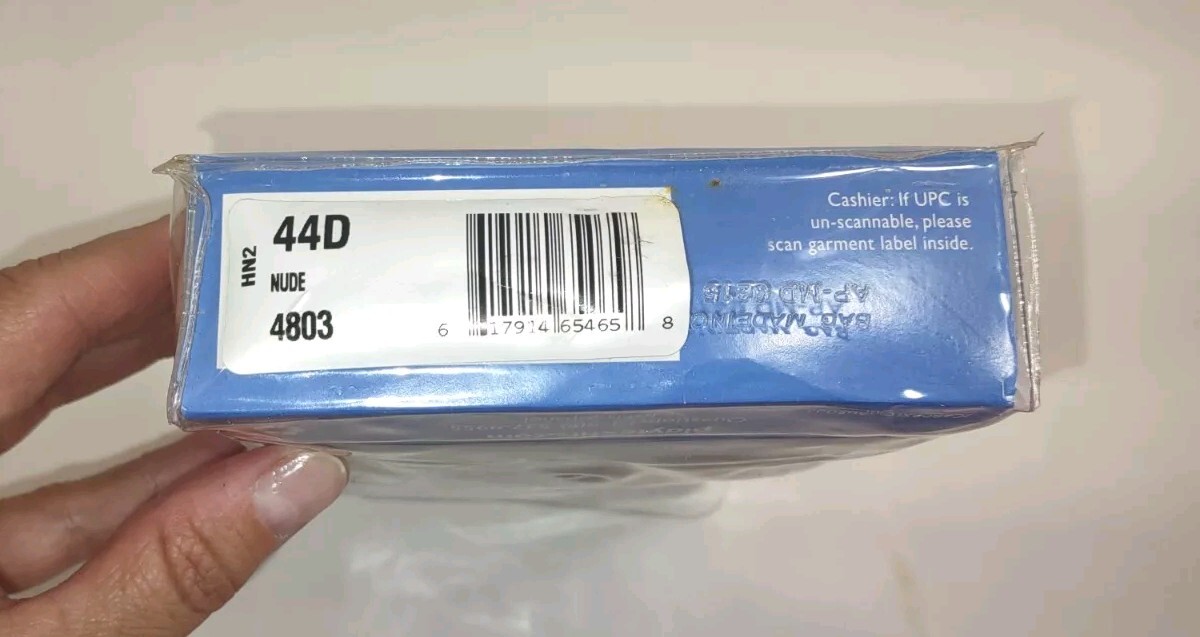 HN2
44D
NUDE
4803
6 17914 65465 8
Cashier: If UPC is
un-scannable, please
scan garment label inside.